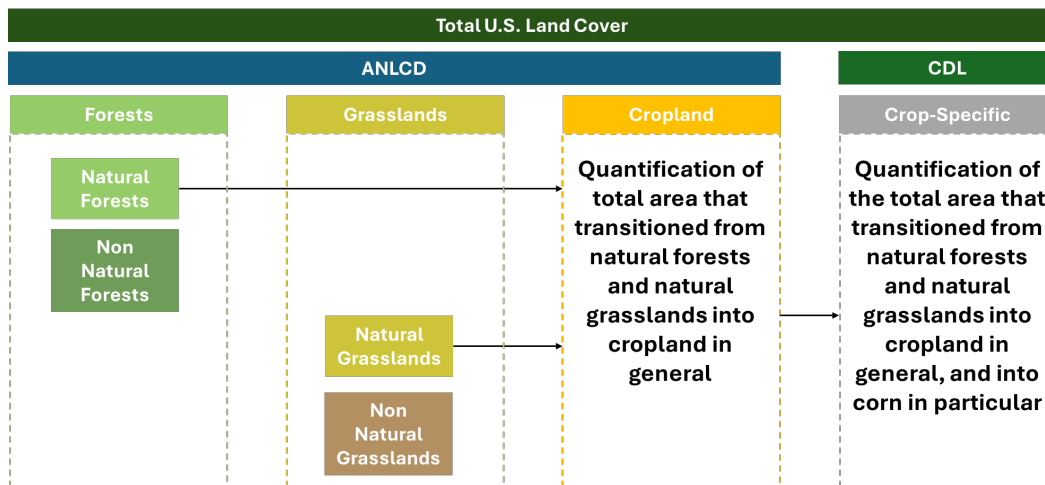 Total U.S. Land Cover
ANLCD
CDL
Forests
Grasslands
Cropland
Crop-Specific
Natural
Forests
Non
Natural
Forests
Natural
Grasslands
Non
Natural
Grasslands
Quantification of
total area that
transitioned from
natural forests
and natural
grasslands into
cropland in
general
Quantification of
the total area that
transitioned from
natural forests
and natural
grasslands into
cropland in
general, and into
corn in particular